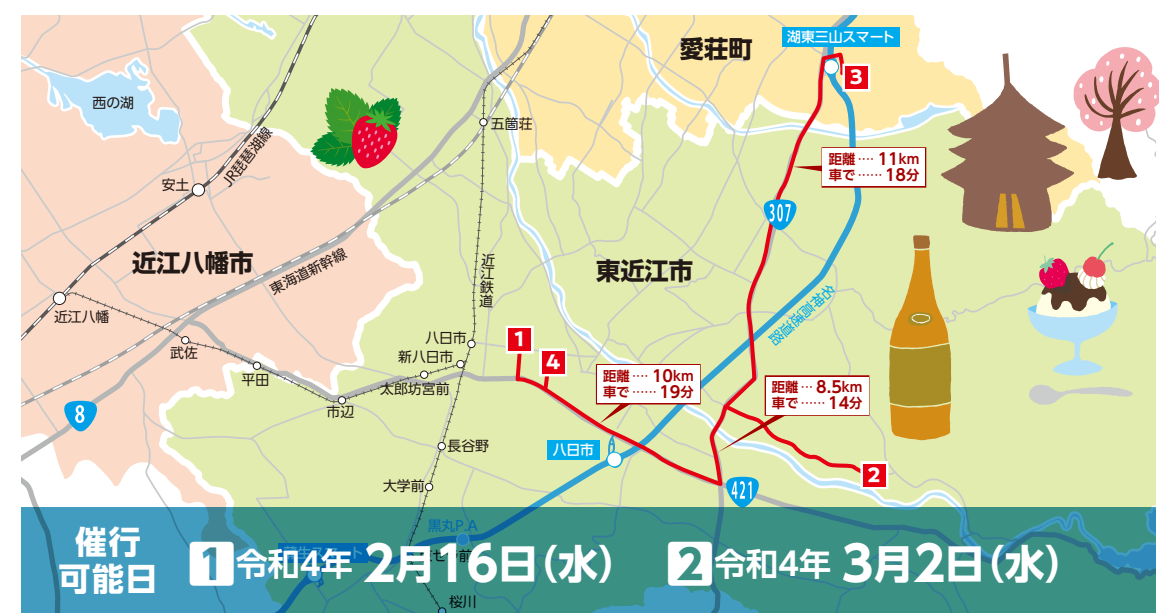 愛荘町
湖東三山スマート
3
西の湖
五箇荘
JR琵琶湖線
距離‥‥ 11km
車で‥‥‥ 18分
安土
307
近江八幡市
東海道新幹線
近江鉄道
東近江市
名神高速道路
近江八幡
八日市
1
武佐
新八日市
4
平田
太郎坊宮前
距離‥‥ 10km
車で‥‥‥ 19分
距離‥‥ 8.5km
車で‥‥‥ 14分
市辺
8
長谷野
八日市
2
大学前
421
黒丸P.A
桜川
催行
可能日
1 令和4年 2月16日(水)
2 令和4年 3月2日(水)